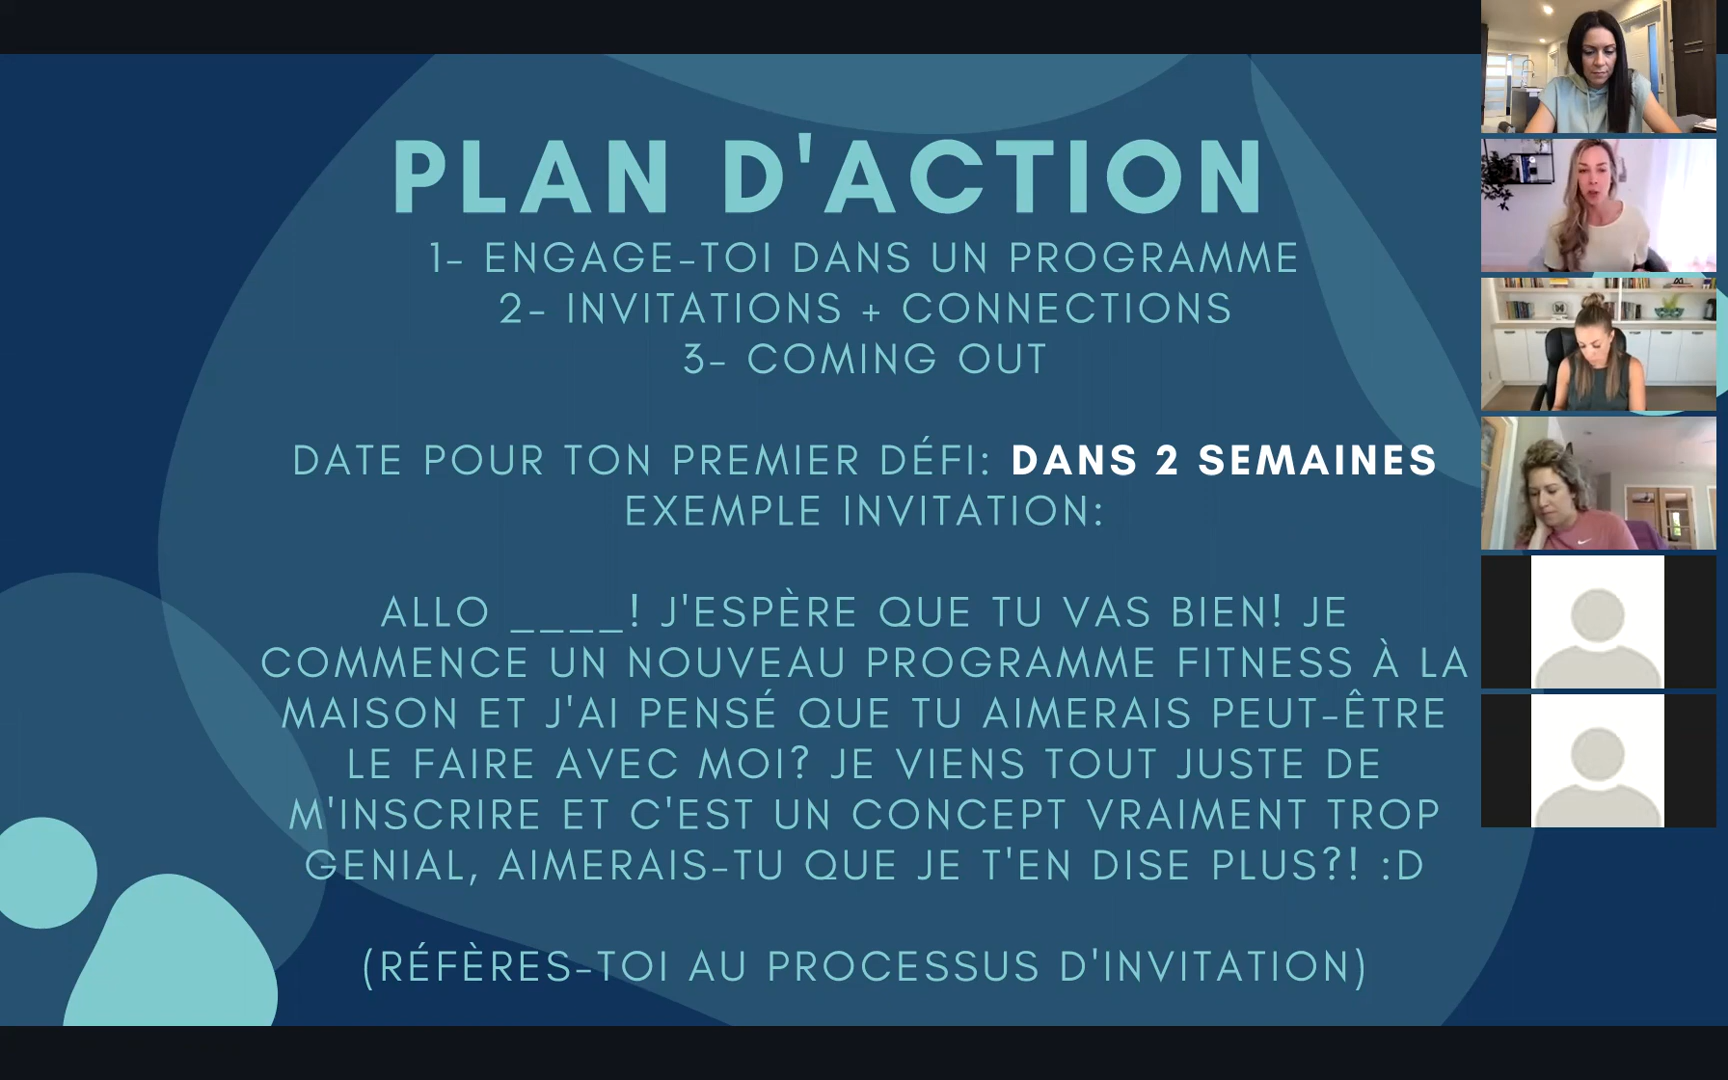 PLAN D'ACTION
1- ENGAGE-TOI DANS UN PROGRAMME
2- INVITATIONS + CONNECTIONS
3- COMING OUT
DATE POUR TON PREMIER DÉFI: DANS 2 SEMAINES
EXEMPLE INVITATION:
ALLO ____! J'ESPÈRE QUE TU VAS BIEN! JE
COMMENCE UN NOUVEAU PROGRAMME FITNESS À LA
MAISON ET J'AI PENSÉ QUE TU AIMERAIS PEUT-ÊTRE
LE FAIRE AVEC MOI? JE VIENS TOUT JUSTE DE
M'INSCRIRE ET C'EST UN CONCEPT VRAIMENT TROP
GENIAL, AIMERAIS-TU QUE JE T'EN DISE PLUS?! :D
(RÉFÈRES-TOI AU PROCESSUS D'INVITATION)